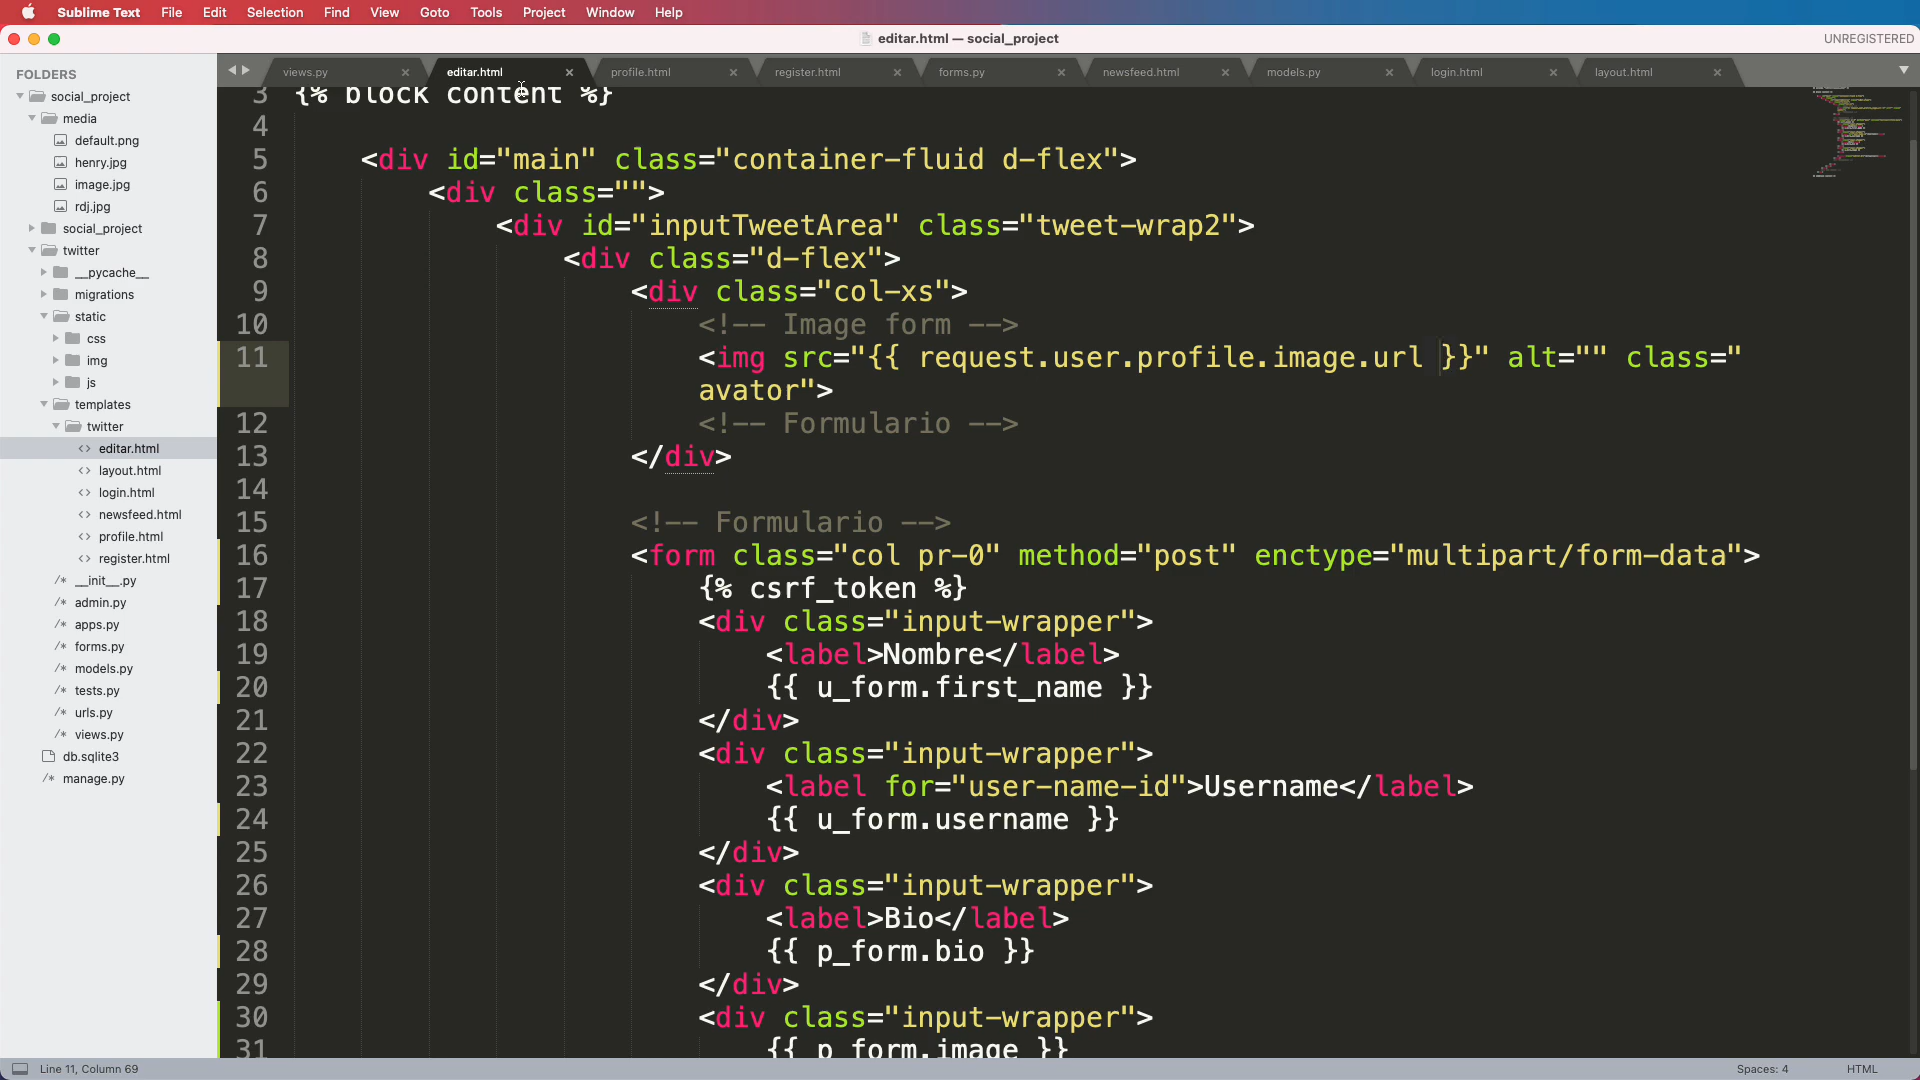 Sublime Text File Edit Selection Find View Goto Tools Project Window Help
editar.html — social_project
UNREGISTERED
FOLDERS
social_project
media
default.png
henry.jpg
image.jpg
rdj.jpg
social_project
twitter
__pycache__
migrations
static
css
img
js
templates
twitter
editar.html
layout.html
login.html
newsfeed.html
profile.html
register.html
__init__.py
admin.py
apps.py
forms.py
models.py
tests.py
urls.py
views.py
db.sqlite3
manage.py
views.py editar.html profile.html register.html forms.py newsfeed.html models.py login.html layout.html
3 {% block content %}
4
5 <div id="main" class="container-fluid d-flex">
6 <div class="">
7 <div id="inputTweetArea" class="tweet-wrap2">
8 <div class="d-flex">
9 <div class="col-xs">
10 <!-- Image form -->
11 <img src="{{ request.user.profile.image.url }}" alt="" class="
avator">
12 <!-- Formulario -->
13 </div>
14
15 <!-- Formulario -->
16 <form class="col pr-0" method="post" enctype="multipart/form-data">
17 {% csrf_token %}
18 <div class="input-wrapper">
19 <label>Nombre</label>
20 {{ u_form.first_name }}
21 </div>
22 <div class="input-wrapper">
23 <label for="user-name-id">Username</label>
24 {{ u_form.username }}
25 </div>
26 <div class="input-wrapper">
27 <label>Bio</label>
28 {{ p_form.bio }}
29 </div>
30 <div class="input-wrapper">
31 {{ p_form.image }}
Line 11, Column 69
Spaces: 4
HTML